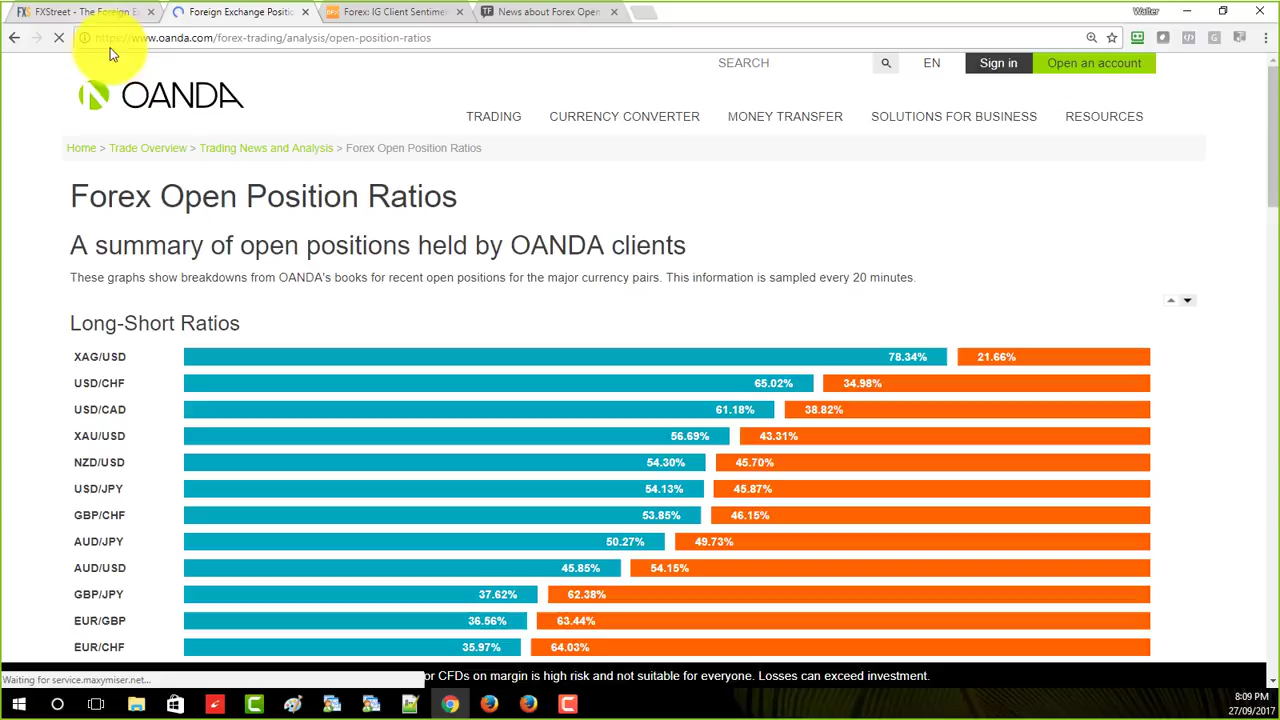 FXStreet - The Foreign E
Foreign Exchange Positic
Forex: IG Client Sentime
News about Forex Open
Walter
https://www.oanda.com/forex-trading/analysis/open-position-ratios
SEARCH
EN
Sign in
Open an account
OANDA
TRADING
CURRENCY CONVERTER
MONEY TRANSFER
SOLUTIONS FOR BUSINESS
RESOURCES
Home > Trade Overview > Trading News and Analysis > Forex Open Position Ratios
Forex Open Position Ratios
A summary of open positions held by OANDA clients
These graphs show breakdowns from OANDA's books for recent open positions for the major currency pairs. This information is sampled every 20 minutes.
Long-Short Ratios
XAG/USD 78.34% 21.66%
USD/CHF 65.02% 34.98%
USD/CAD 61.18% 38.82%
XAU/USD 56.69% 43.31%
NZD/USD 54.30% 45.70%
USD/JPY 54.13% 45.87%
GBP/CHF 53.85% 46.15%
AUD/JPY 50.27% 49.73%
AUD/USD 45.85% 54.15%
GBP/JPY 37.62% 62.38%
EUR/GBP 36.56% 63.44%
EUR/CHF 35.97% 64.03%
or CFDs on margin is high risk and not suitable for everyone. Losses can exceed investment.
Waiting for service.maxymiser.net...
8:09 PM
27/09/2017